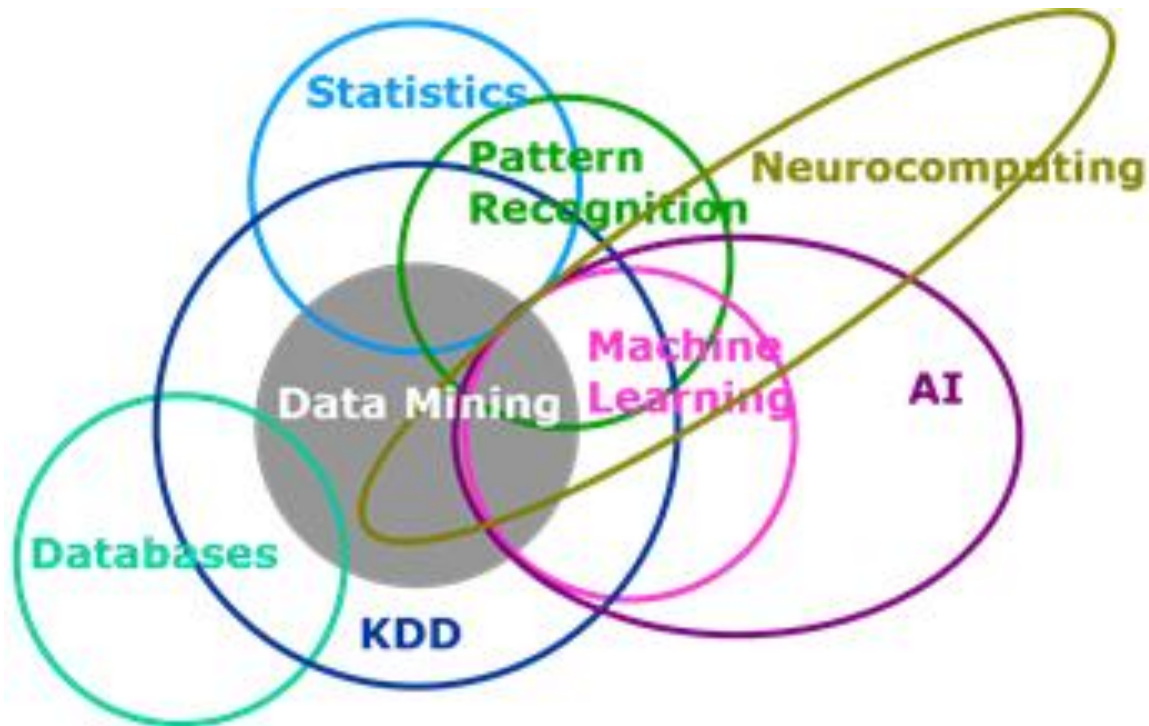 Statistics
Pattern
Recognition
Neurocomputing
Machine
Learning
AI
Data Mining
Databases
KDD